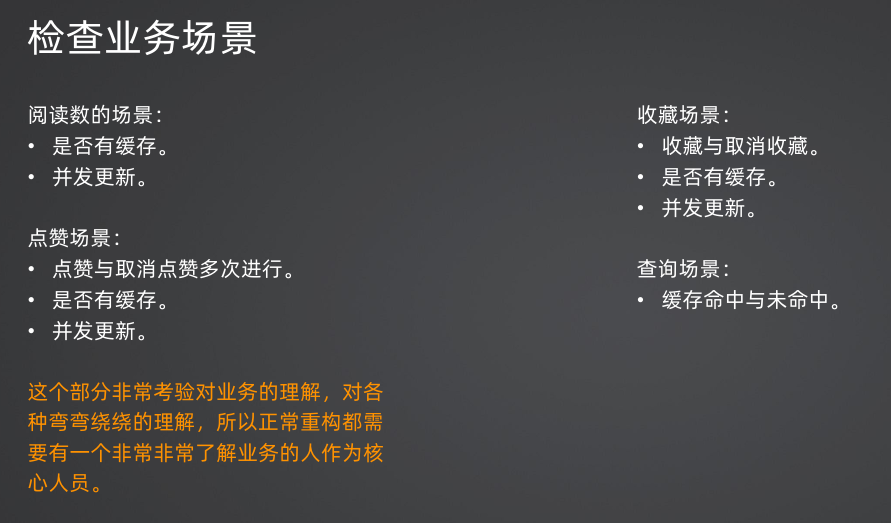 检查业务场景
阅读数的场景：
• 是否有缓存。
• 并发更新。
点赞场景：
• 点赞与取消点赞多次进行。
• 是否有缓存。
• 并发更新。
这个部分非常考验对业务的理解，对各
种弯弯绕绕的理解，所以正常重构都需
要有一个非常非常了解业务的人作为核
心人员。
收藏场景：
• 收藏与取消收藏。
• 是否有缓存。
• 并发更新。
查询场景：
• 缓存命中与未命中。